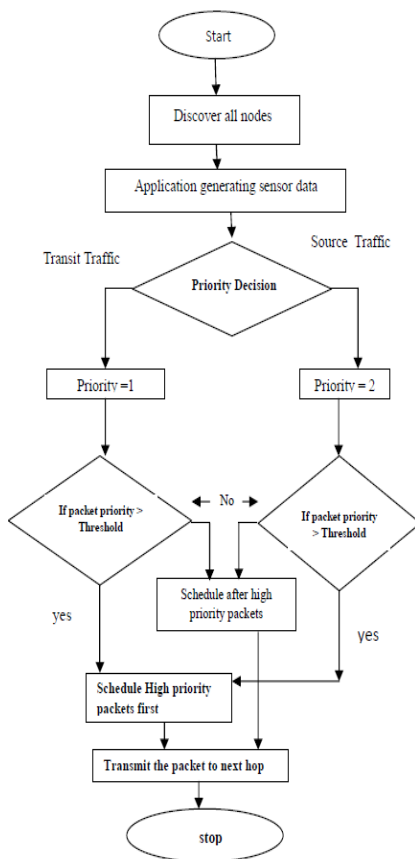 Start
Discover all nodes
Application generating sensor data
Transit Traffic
Source Traffic
Priority Decision
Priority =1
Priority = 2
If packet priority >
Threshold
No
If packet priority
> Threshold
Schedule after high
priority packets
yes
yes
Schedule High priority
packets first
Transmit the packet to next hop
stop